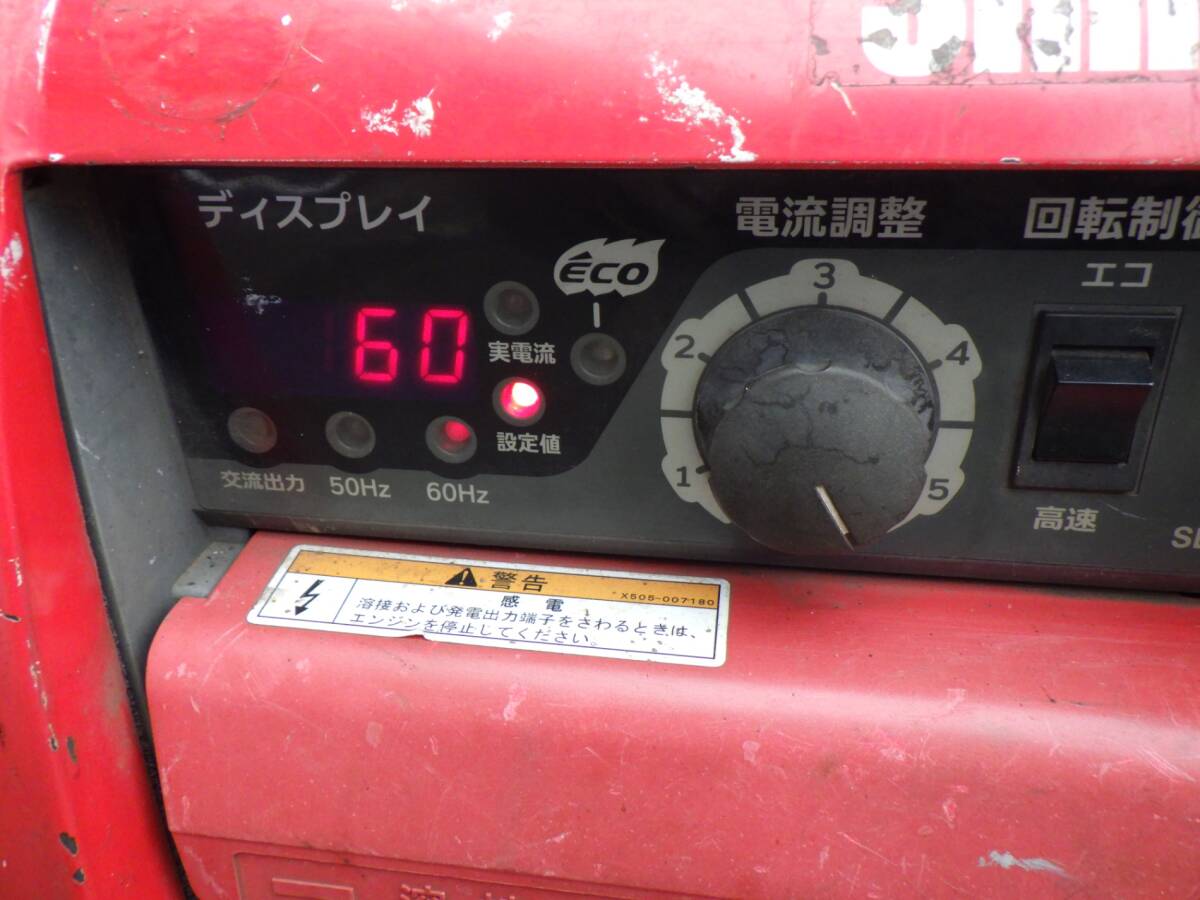 ディスプレイ
電流調整
回転制
ECO
エコ
60
実電流
設定値
交流出力
50Hz
60Hz
1
2
3
4
5
高速
警告
X505-007180
感電
溶接および発電出力端子をさわるときは、
エンジンを停止してください。